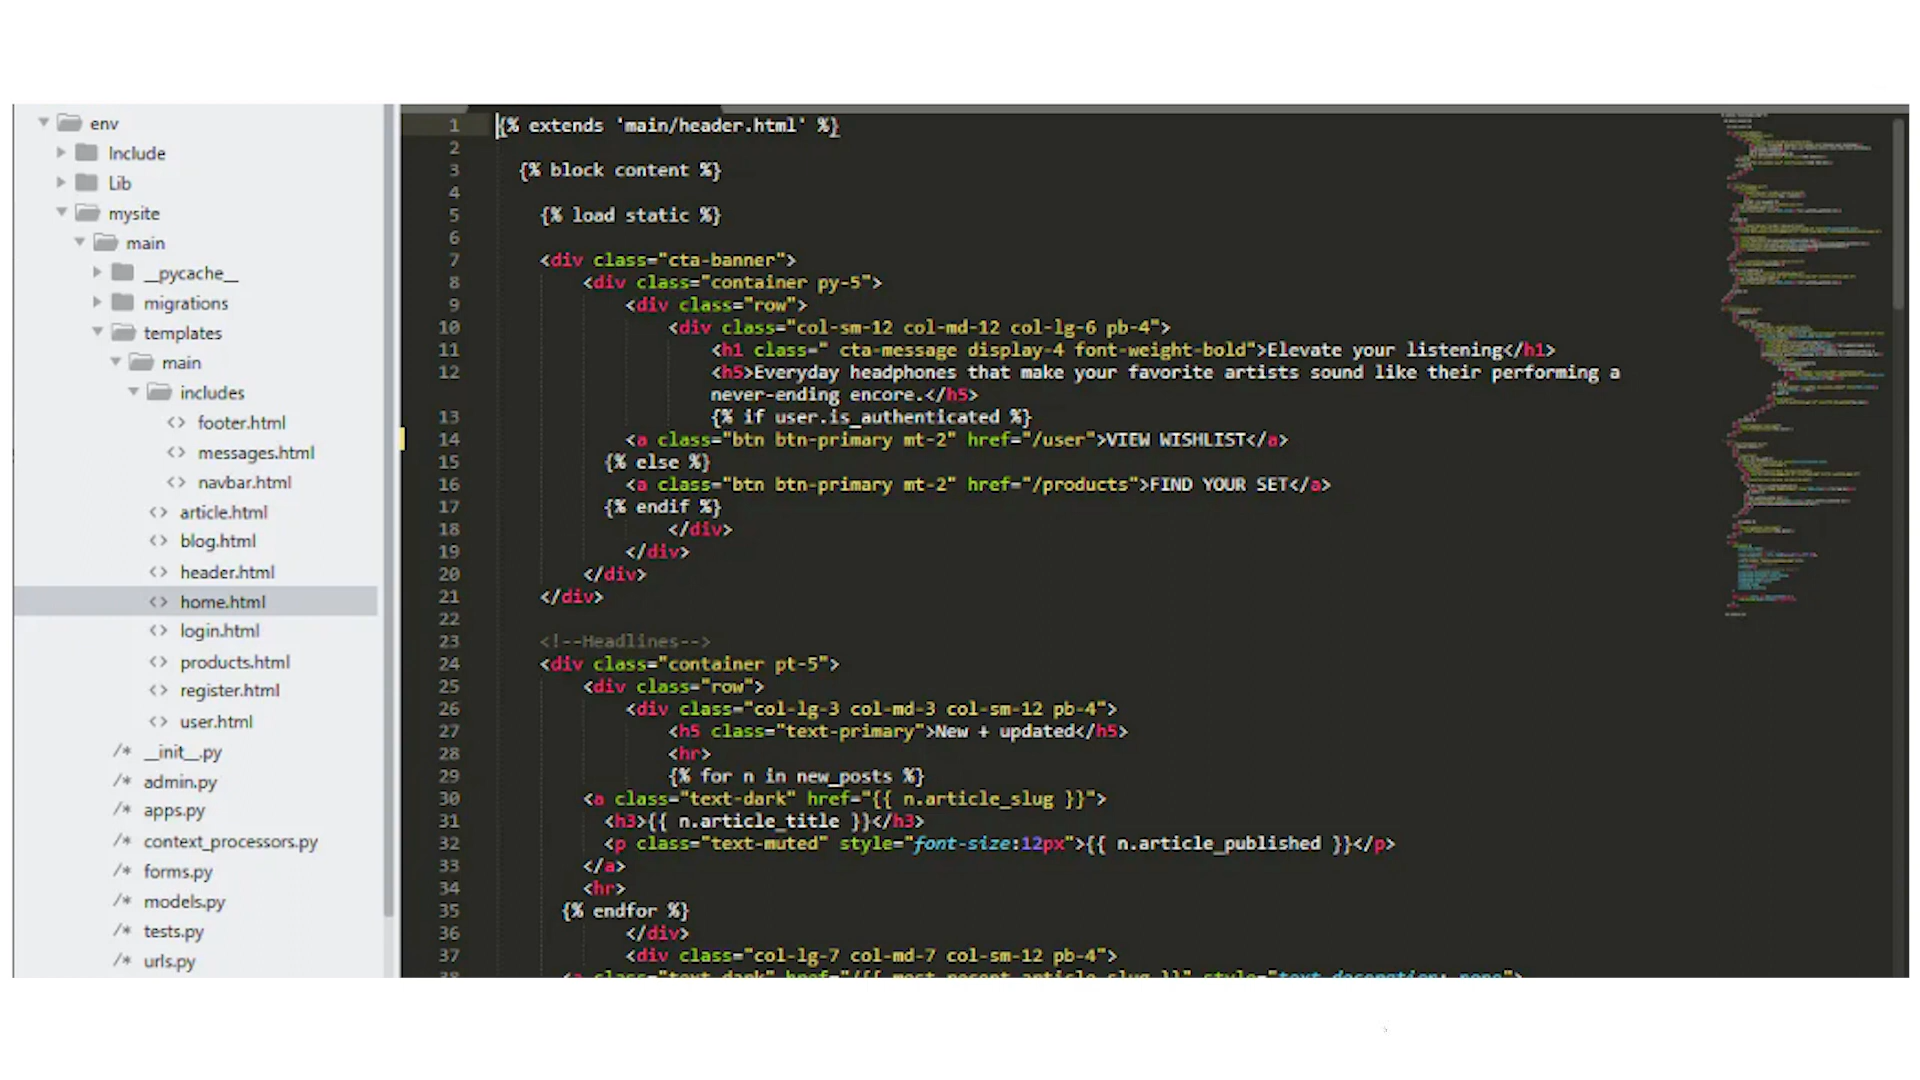 env
Include
Lib
mysite
main
__pycache__
migrations
templates
main
includes
footer.html
messages.html
navbar.html
article.html
blog.html
header.html
home.html
login.html
products.html
register.html
user.html
/* __init__.py
/* admin.py
/* apps.py
/* context_processors.py
/* forms.py
/* models.py
/* tests.py
/* urls.py
1 {% extends 'main/header.html' %}
2
3 {% block content %}
4
5 {% load static %}
6
7 <div class="cta-banner">
8 <div class="container py-5">
9 <div class="row">
10 <div class="col-sm-12 col-md-12 col-lg-6 pb-4">
11 <h1 class=" cta-message display-4 font-weight-bold">Elevate your listening</h1>
12 <h5>Everyday headphones that make your favorite artists sound like their performing a
never-ending encore.</h5>
13 {% if user.is_authenticated %}
14 <a class="btn btn-primary mt-2" href="/user">VIEW WISHLIST</a>
15 {% else %}
16 <a class="btn btn-primary mt-2" href="/products">FIND YOUR SET</a>
17 {% endif %}
18 </div>
19 </div>
20 </div>
21 </div>
22
23 <!--Headlines-->
24 <div class="container pt-5">
25 <div class="row">
26 <div class="col-lg-3 col-md-3 col-sm-12 pb-4">
27 <h5 class="text-primary">New + updated</h5>
28 <hr>
29 {% for n in new_posts %}
30 <a class="text-dark" href="{{ n.article_slug }}">
31 <h3>{{ n.article_title }}</h3>
32 <p class="text-muted" style="font-size:12px">{{ n.article_published }}</p>
33 </a>
34 <hr>
35 {% endfor %}
36 </div>
37 <div class="col-lg-7 col-md-7 col-sm-12 pb-4">
38 <a class="text-dark" href="/{{ most_recent.article_slug }}" style="text-decoration: none">